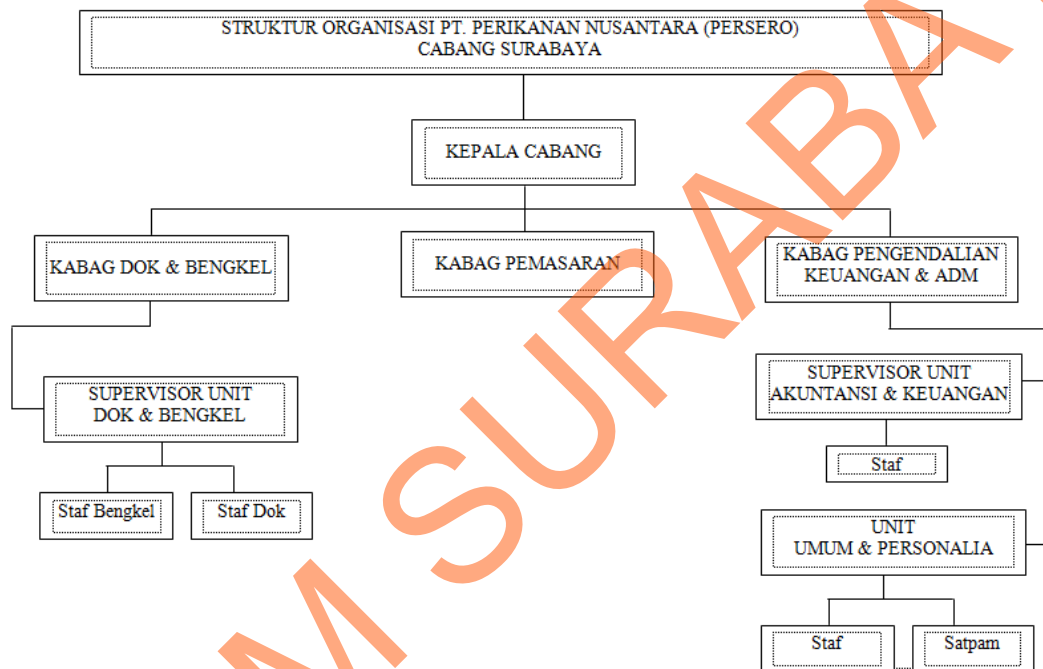 STRUKTUR ORGANISASI PT. PERIKANAN NUSANTARA (PERSERO)
CABANG SURABAYA
KEPALA CABANG
KABAG DOK & BENGKEL
KABAG PEMASARAN
KABAG PENGENDALIAN
KEUANGAN & ADM
SUPERVISOR UNIT
DOK & BENGKEL
Staf Bengkel
Staf Dok
SUPERVISOR UNIT
AKUNTANSI & KEUANGAN
Staf
UNIT
UMUM & PERSONALIA
Staf
Satpam
M SURABA